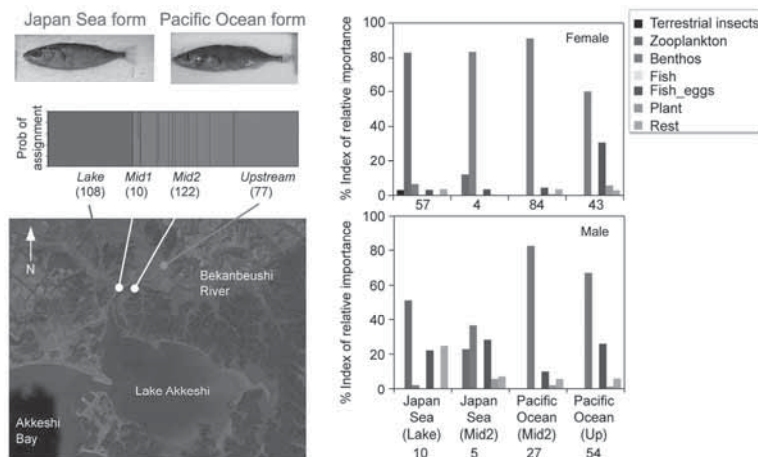 Japan Sea form
Pacific Ocean form
Prob of
assignment
Lake
(108)
Mid1
(10)
Mid2
(122)
Upstream
(77)
N
Bekanbeushi
River
Lake Akkeshi
Akkeshi
Bay
% Index of relative importance
100
80
60
40
20
0
Female
57
4
84
43
% Index of relative importance
100
80
60
40
20
0
Male
Japan
Sea
(Lake)
10
Japan
Sea
(Mid2)
5
Pacific
Ocean
(Mid2)
27
Pacific
Ocean
(Up)
54
Terrestrial insects
Zooplankton
Benthos
Fish
Fish_eggs
Plant
Rest